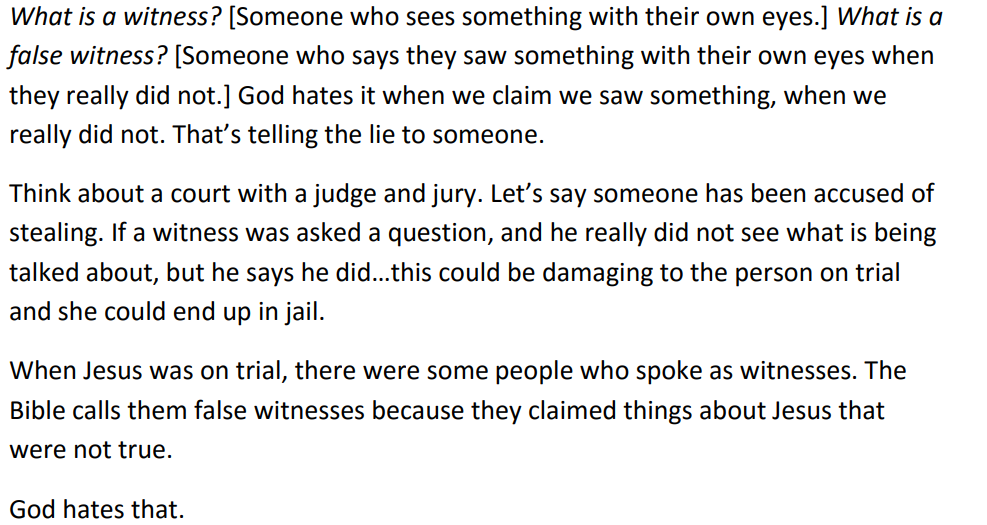 What is a witness? [Someone who sees something with their own eyes.] What is a
false witness? [Someone who says they saw something with their own eyes when
they really did not.] God hates it when we claim we saw something, when we
really did not. That’s telling the lie to someone.
Think about a court with a judge and jury. Let’s say someone has been accused of
stealing. If a witness was asked a question, and he really did not see what is being
talked about, but he says he did...this could be damaging to the person on trial
and she could end up in jail.
When Jesus was on trial, there were some people who spoke as witnesses. The
Bible calls them false witnesses because they claimed things about Jesus that
were not true.
God hates that.